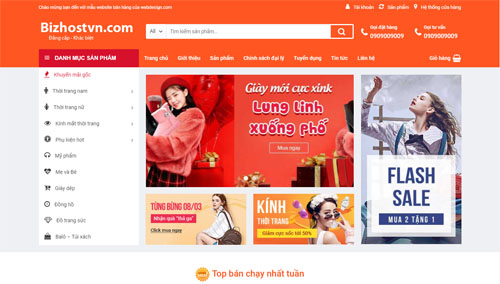 Chào mừng bạn đến với mẫu website bán hàng của webdesign.com
Tài khoản
Sản phẩm
Hệ thống cửa hàng
Bizhostvn.com
Đẳng cấp - Khác biệt
All
Tìm kiếm sản phẩm...
Gọi đặt hàng
0909009009
Gọi tư vấn
0909009009
DANH MỤC SẢN PHẨM
Trang chủ
Giới thiệu
Sản phẩm
Chính sách đại lý
Tuyển dụng
Tin tức
Liên hệ
Giỏ hàng
Khuyến mãi gốc
Thời trang nam
Thời trang nữ
Kính mắt thời trang
Phụ kiện hot
Mỹ phẩm
Mẹ và Bé
Giày dép
Đồng hồ
Đồ trang sức
Balô – Túi xách
Giày mới cực xinh
Lung linh
xuống phố
Mua ngay
TỪNG BỪNG 08/03
Nhận quà "thả ga"
Click mua ngay
KÍNH
THỜI TRANG
Giảm cực sốc tới 50%
FLASH
SALE
MUA 2 TẶNG 1
Top bán chạy nhất tuần